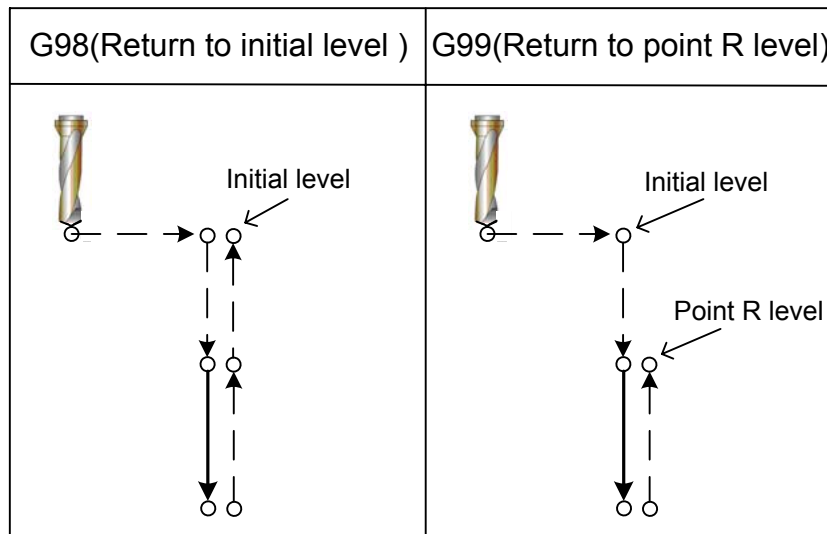 G98(Return to initial level )
G99(Return to point R level)
Initial level
Initial level
Point R level